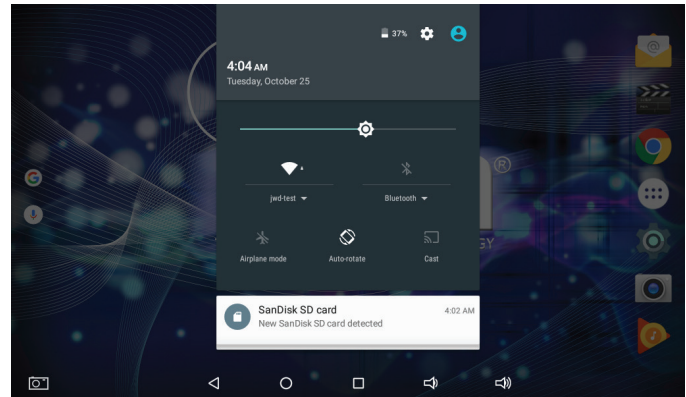 37%
4:04 AM
Tuesday, October 25
®
jwd-test
Bluetooth
GY
Airplane mode
Auto-rotate
Cast
SanDisk SD card
4:02 AM
New SanDisk SD card detected